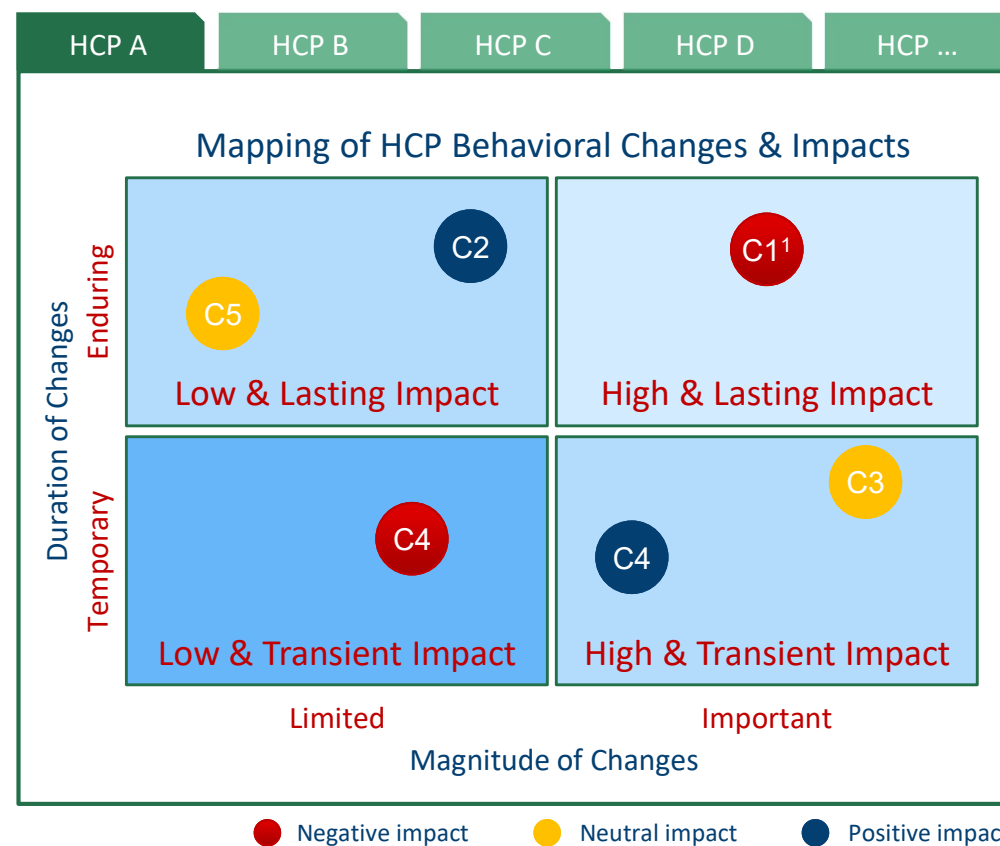 HCP A
HCP B
HCP C
HCP D
HCP ...
Mapping of HCP Behavioral Changes & Impacts
Duration of Changes
Enduring
Temporary
C2
C1¹
C5
Low & Lasting Impact
High & Lasting Impact
C3
C4
C4
Low & Transient Impact
High & Transient Impact
Limited
Important
Magnitude of Changes
Negative impact
Neutral impact
Positive impac